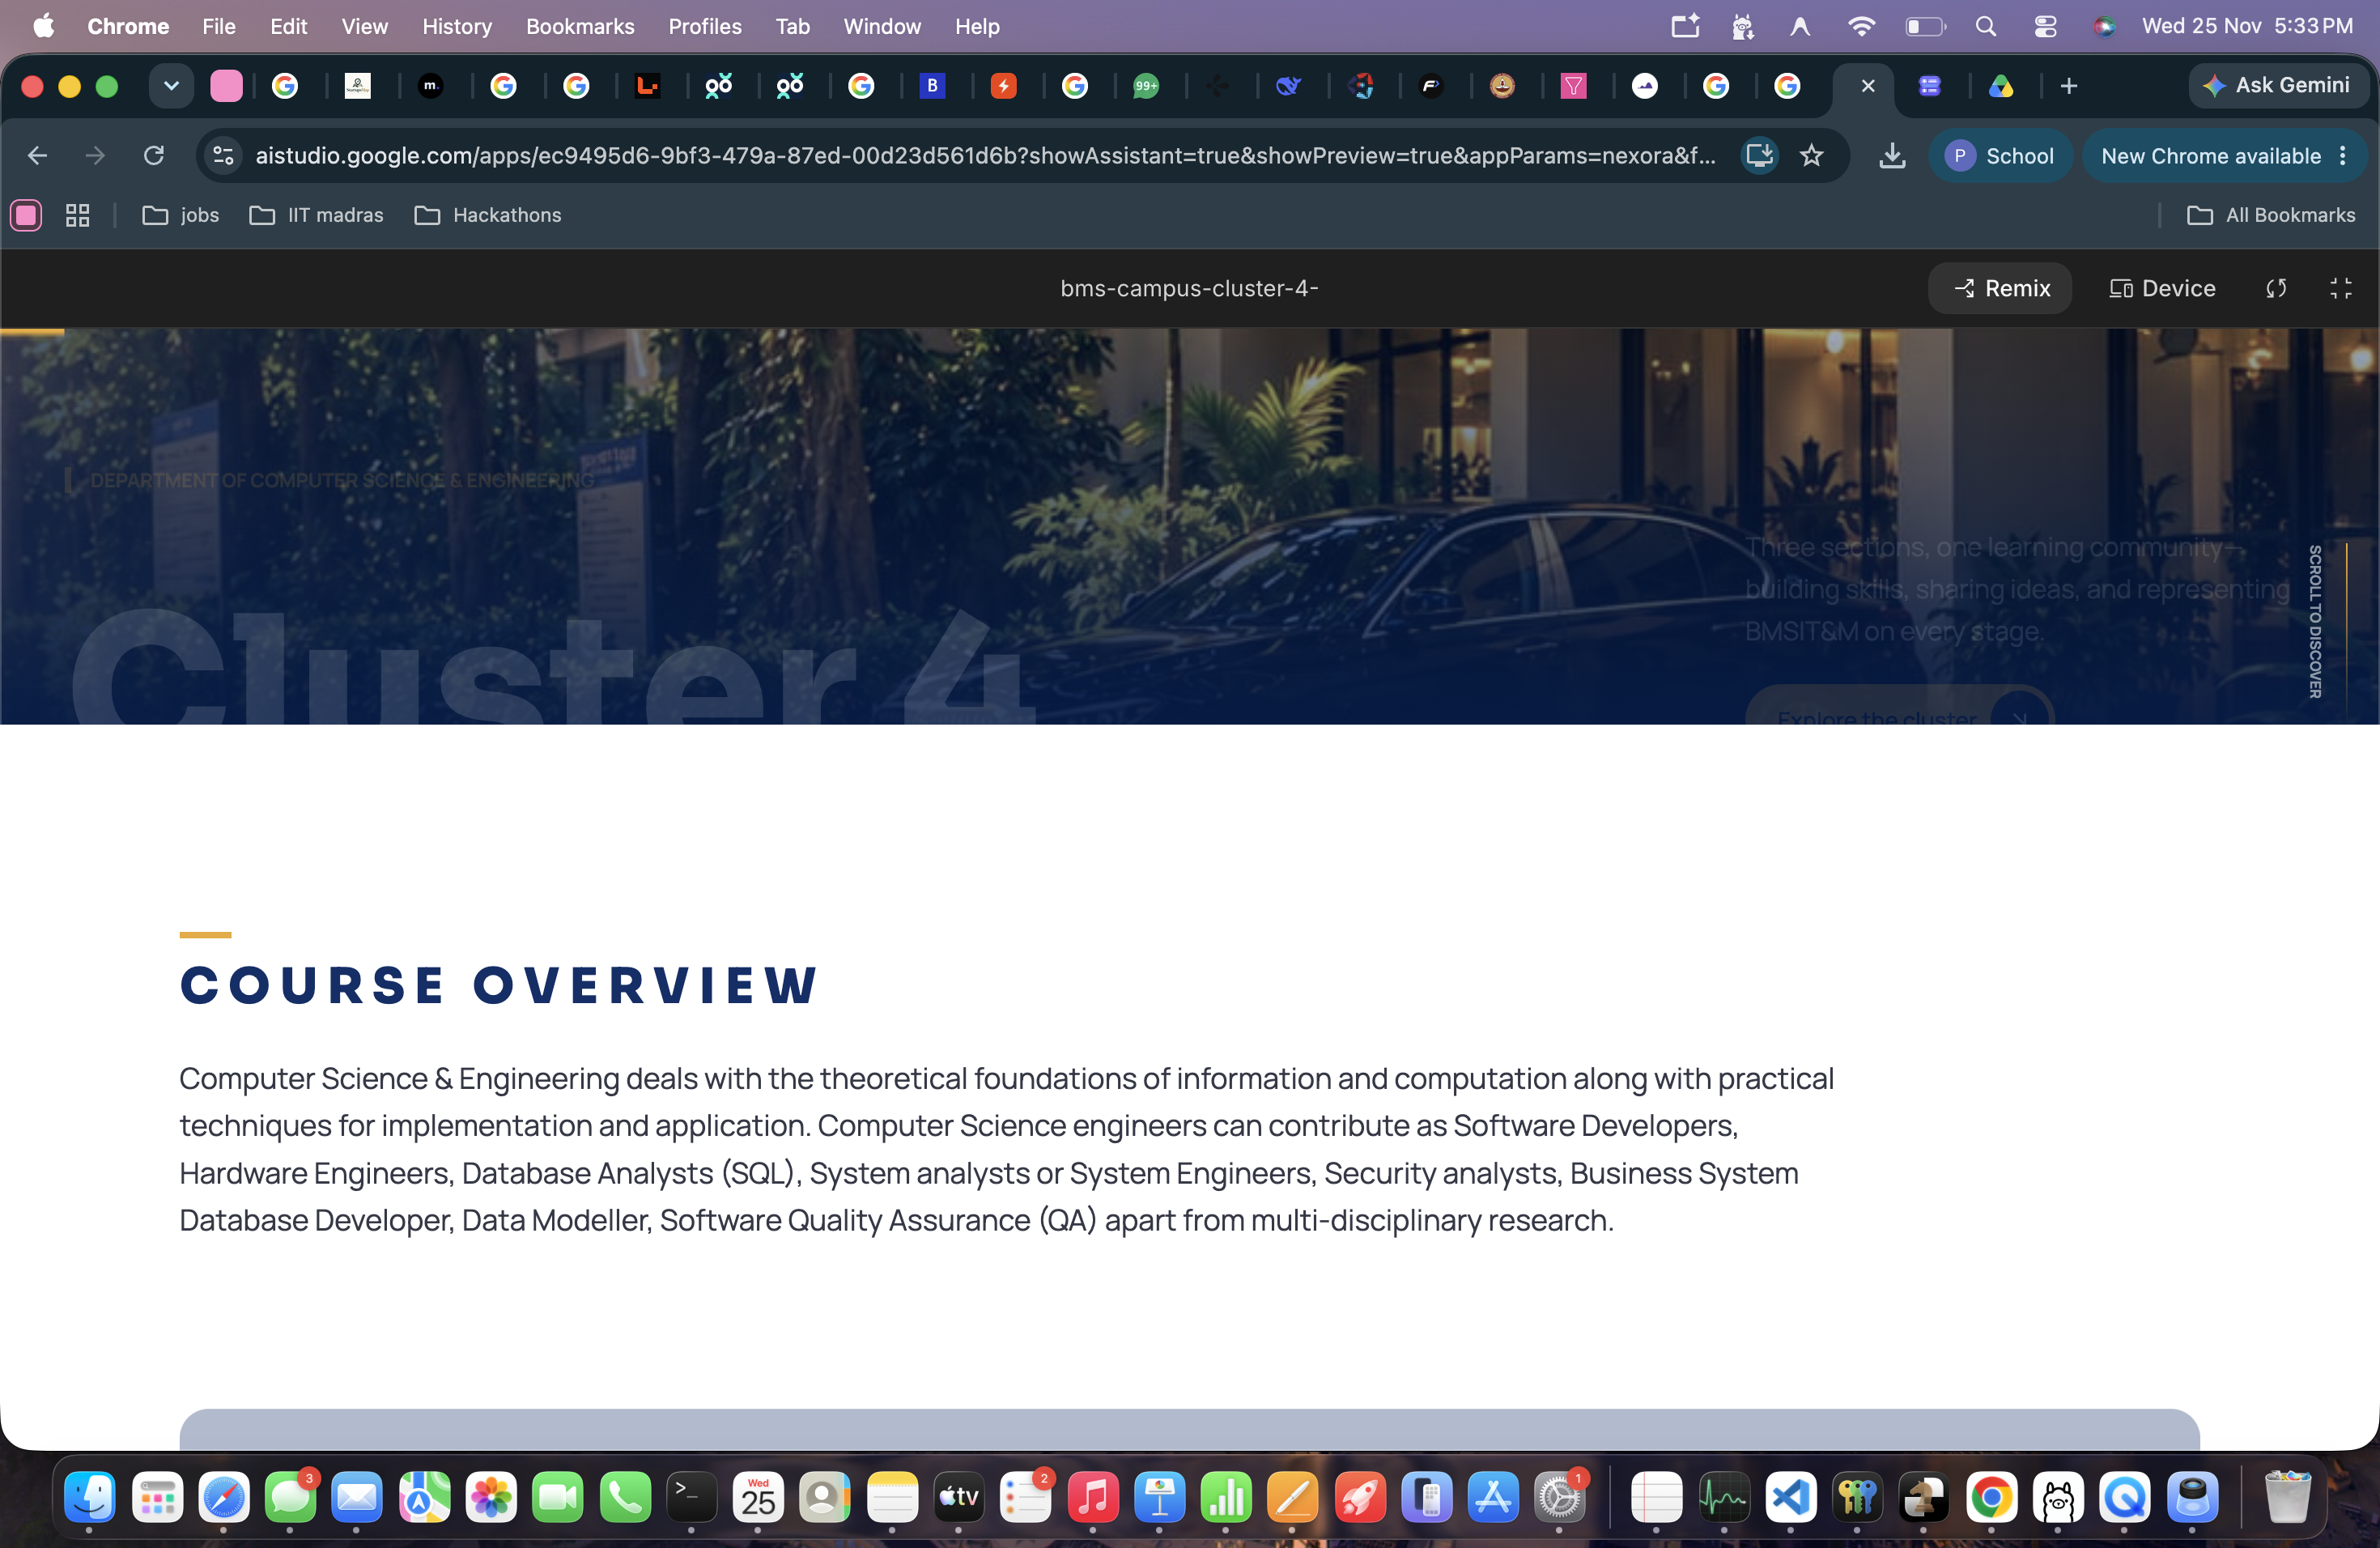 Chrome File Edit View History Bookmarks Profiles Tab Window Help Wed 25 Nov 5:33 PM
m. 99+ B Ask Gemini
aistudio.google.com/apps/ec9495d6-9bf3-479a-87ed-00d23d561d6b?showAssistant=true&showPreview=true&appParams=nexora&f... P School New Chrome available
jobs IIT madras Hackathons All Bookmarks
bms-campus-cluster-4- Remix Device
DEPARTMENT OF COMPUTER SCIENCE & ENGINEERING
Cluster 4
Three sections, one learning community—
building skills, sharing ideas, and representing
BMSIT&M on every stage.
Explore the cluster
SCROLL TO DISCOVER
COURSE OVERVIEW
Computer Science & Engineering deals with the theoretical foundations of information and computation along with practical
techniques for implementation and application. Computer Science engineers can contribute as Software Developers,
Hardware Engineers, Database Analysts (SQL), System analysts or System Engineers, Security analysts, Business System
Database Developer, Data Modeller, Software Quality Assurance (QA) apart from multi-disciplinary research.
3 Wed 25 tv 2 1